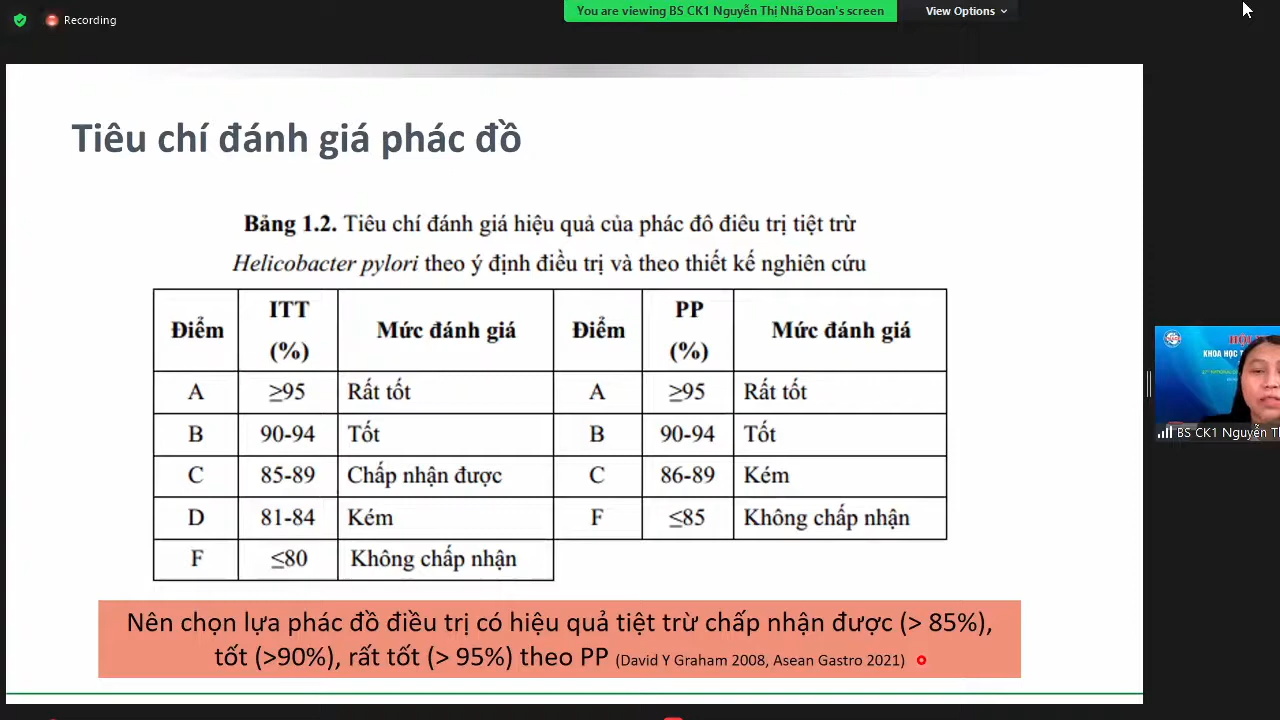 Recording
You are viewing BS CK1 Nguyễn Thị Nhã Đoan's screen
View Options
Tiêu chí đánh giá phác đồ
Bảng 1.2. Tiêu chí đánh giá hiệu quả của phác đồ điều trị tiệt trừ
Helicobacter pylori theo ý định điều trị và theo thiết kế nghiên cứu
Điểm ITT (%) Mức đánh giá Điểm PP (%) Mức đánh giá
A ≥95 Rất tốt A ≥95 Rất tốt
B 90-94 Tốt B 90-94 Tốt
C 85-89 Chấp nhận được C 86-89 Kém
D 81-84 Kém F ≤85 Không chấp nhận
F ≤80 Không chấp nhận
Nên chọn lựa phác đồ điều trị có hiệu quả tiệt trừ chấp nhận được (> 85%),
tốt (>90%), rất tốt (> 95%) theo PP (David Y Graham 2008, Asean Gastro 2021)
KHOA HỌC
BS CK1 Nguyễn